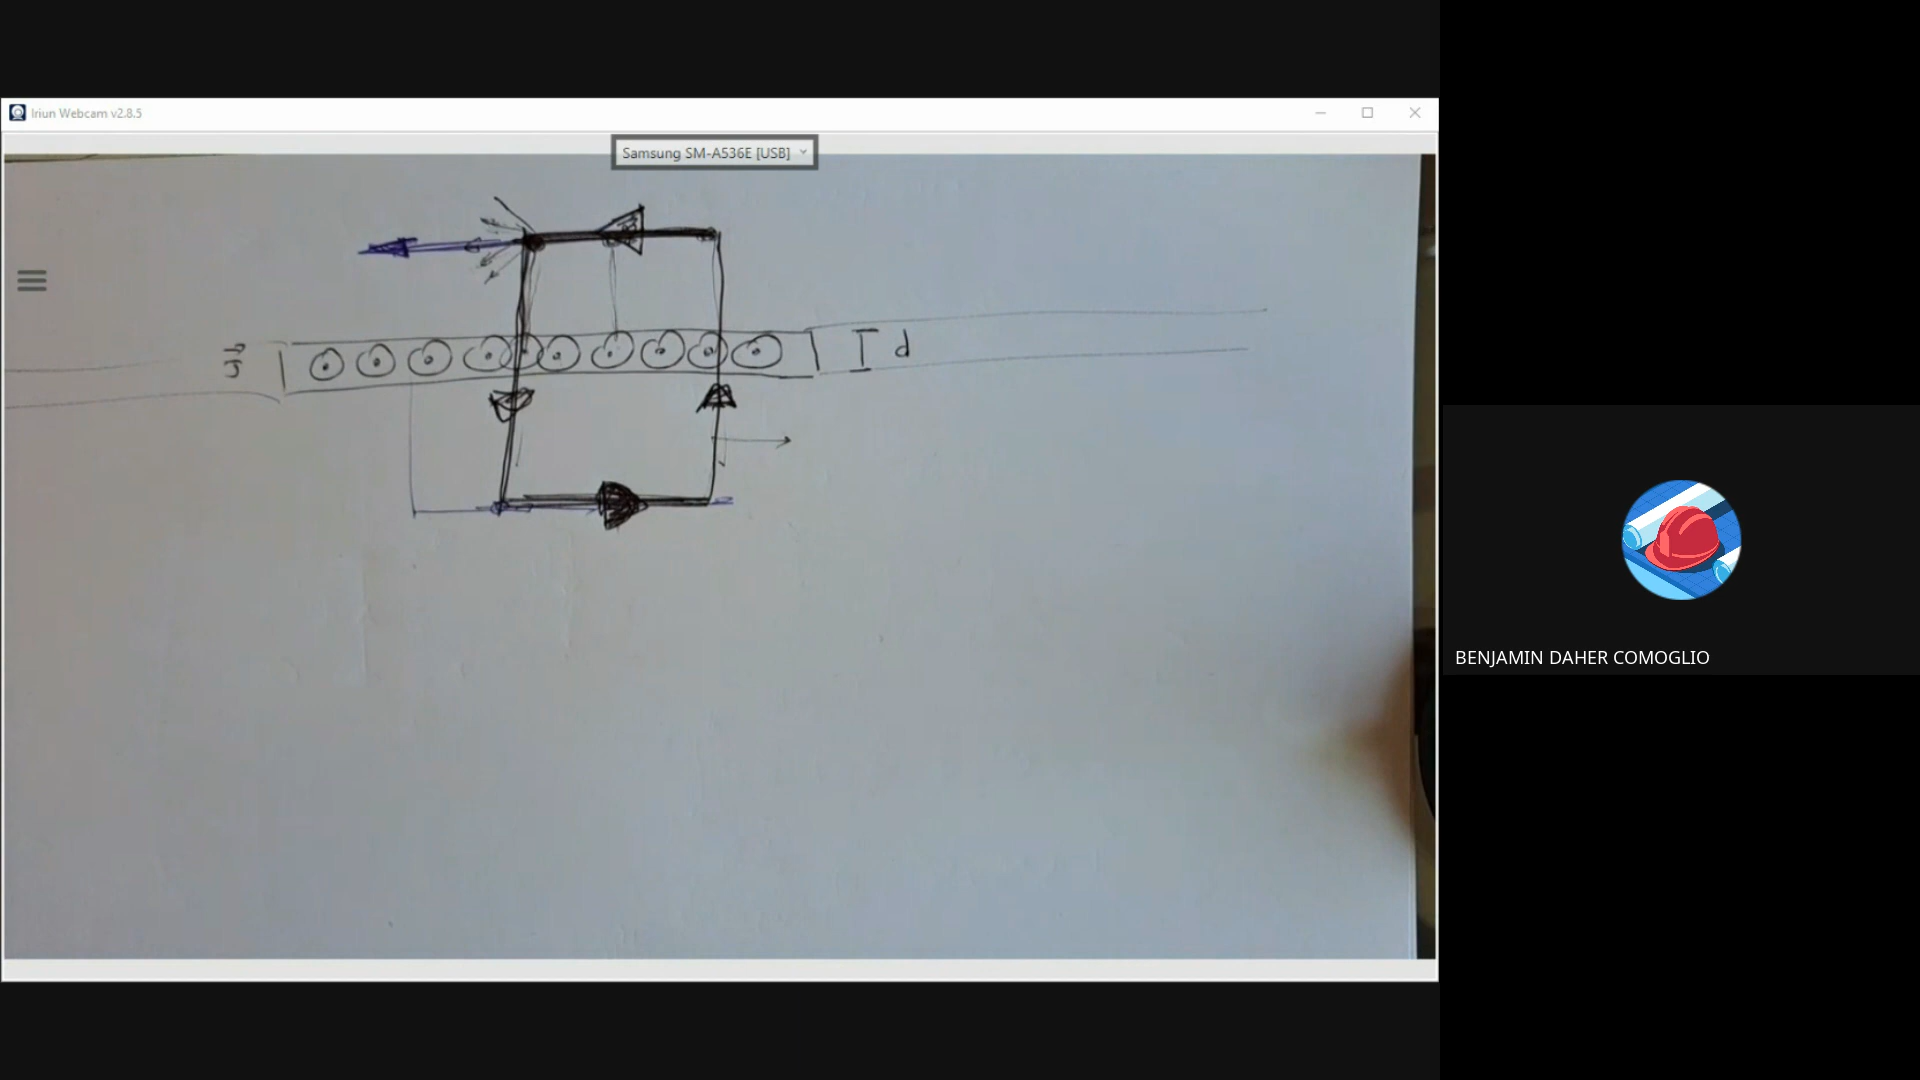 Iriun Webcam v2.8.5
Samsung SM-A536E [USB]
J⃗
d
BENJAMIN DAHER COMOGLIO